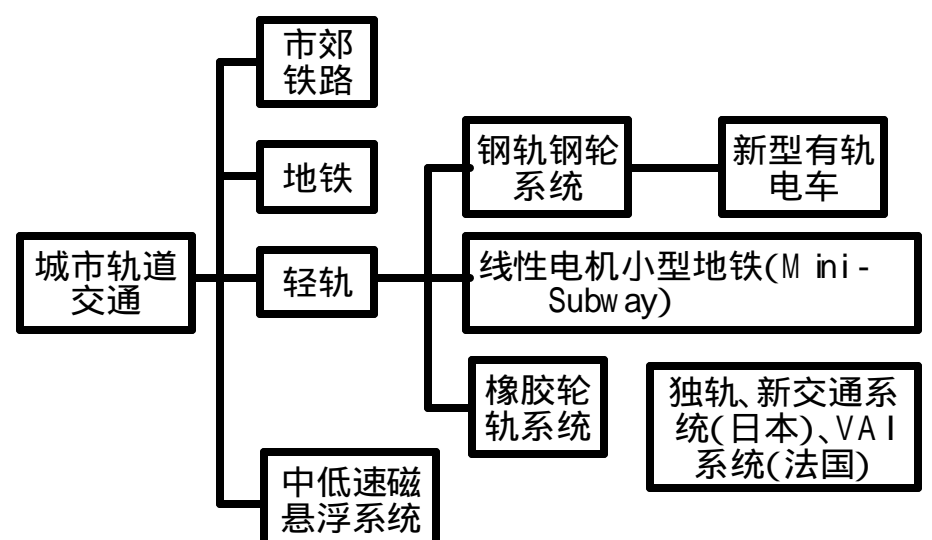 市郊
铁路
地铁
城市轨道
交通
轻轨
中低速磁
悬浮系统
钢轨钢轮
系统
新型有轨
电车
线性电机小型地铁(Mini-
Subway)
橡胶轮
轨系统
独轨、新交通系
统(日本)、VAI
系统(法国)